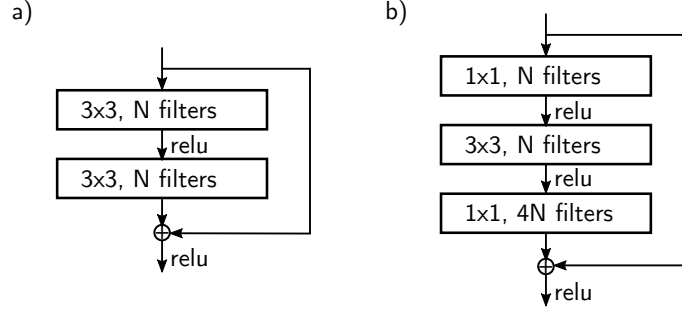 a)
3x3, N filters
relu
3x3, N filters
relu
b)
1x1, N filters
relu
3x3, N filters
relu
1x1, 4N filters
relu